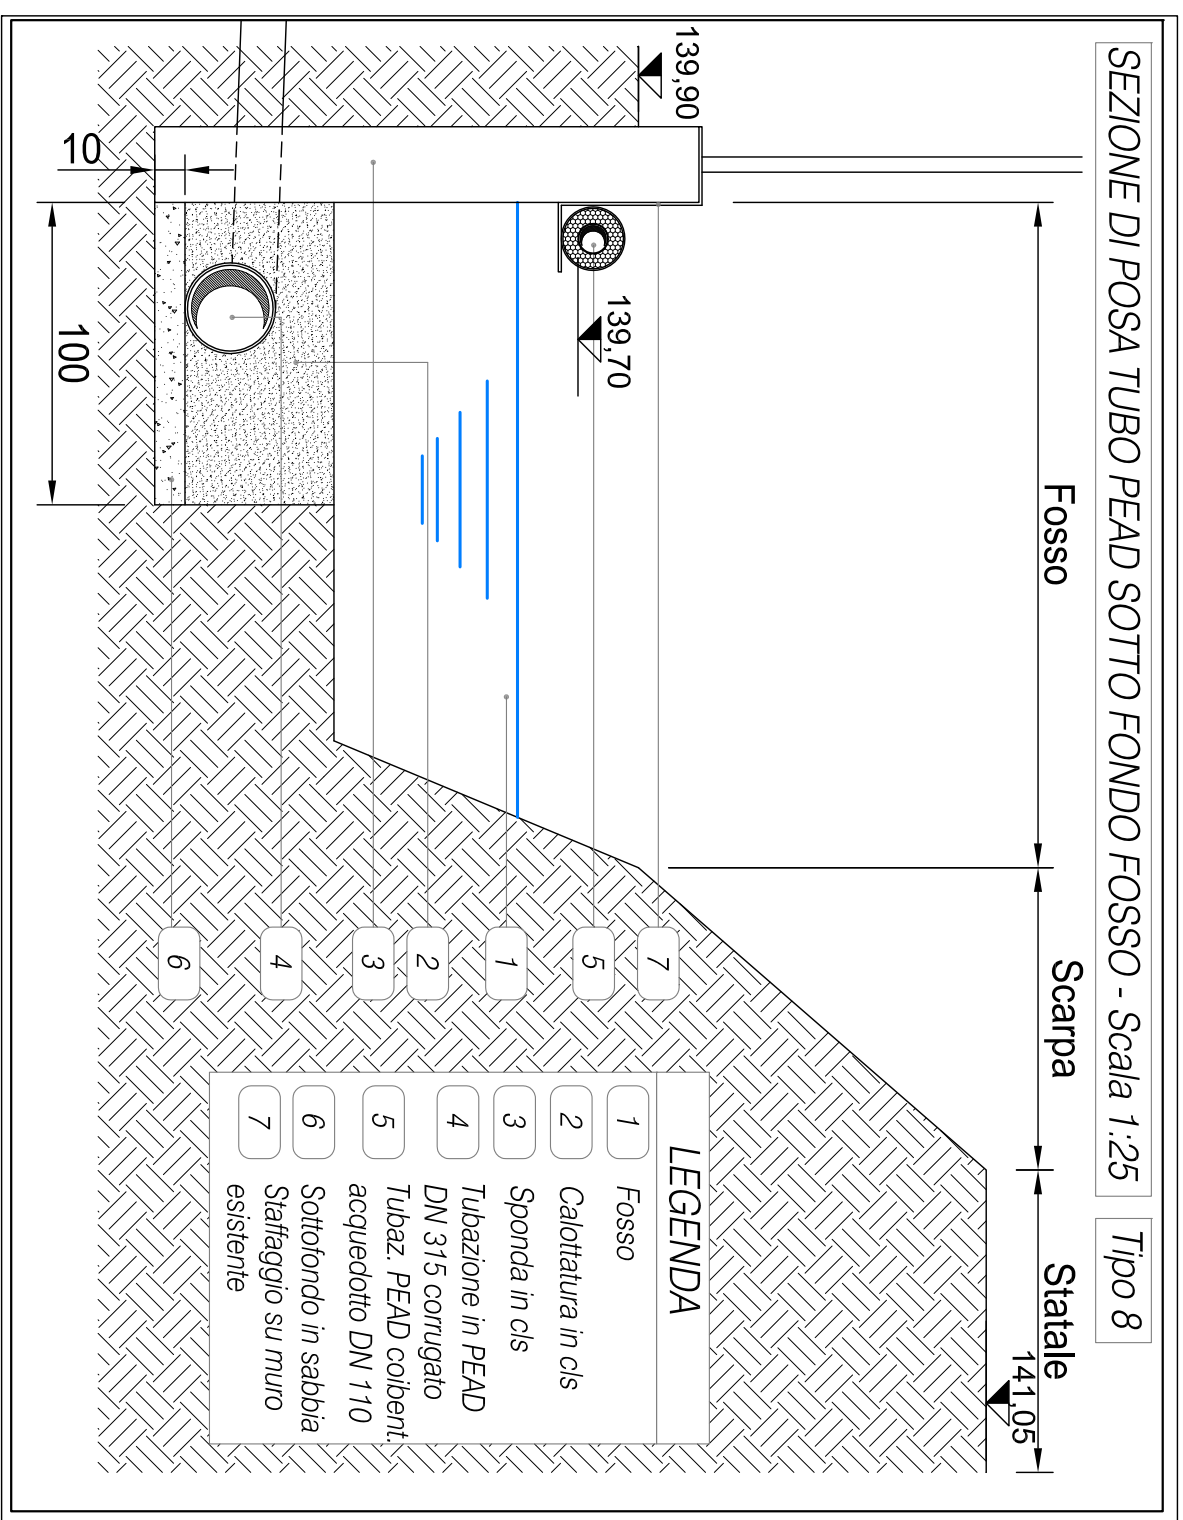 SEZIONE DI POSA TUBO PEAD SOTTO FONDO FOSSO - Scala 1:25
Tipo 8
Fosso
Scarpa
Statale
141,05
139,90
139,70
10
100
7
5
1
2
3
4
6
LEGENDA
1 Fosso
2 Calottatura in cls
3 Sponda in cls
4 Tubazione in PEAD
DN 315 corrugato
5 Tubaz. PEAD coibent.
acquedotto DN 110
6 Sottofondo in sabbia
7 Staffaggio su muro
esistente